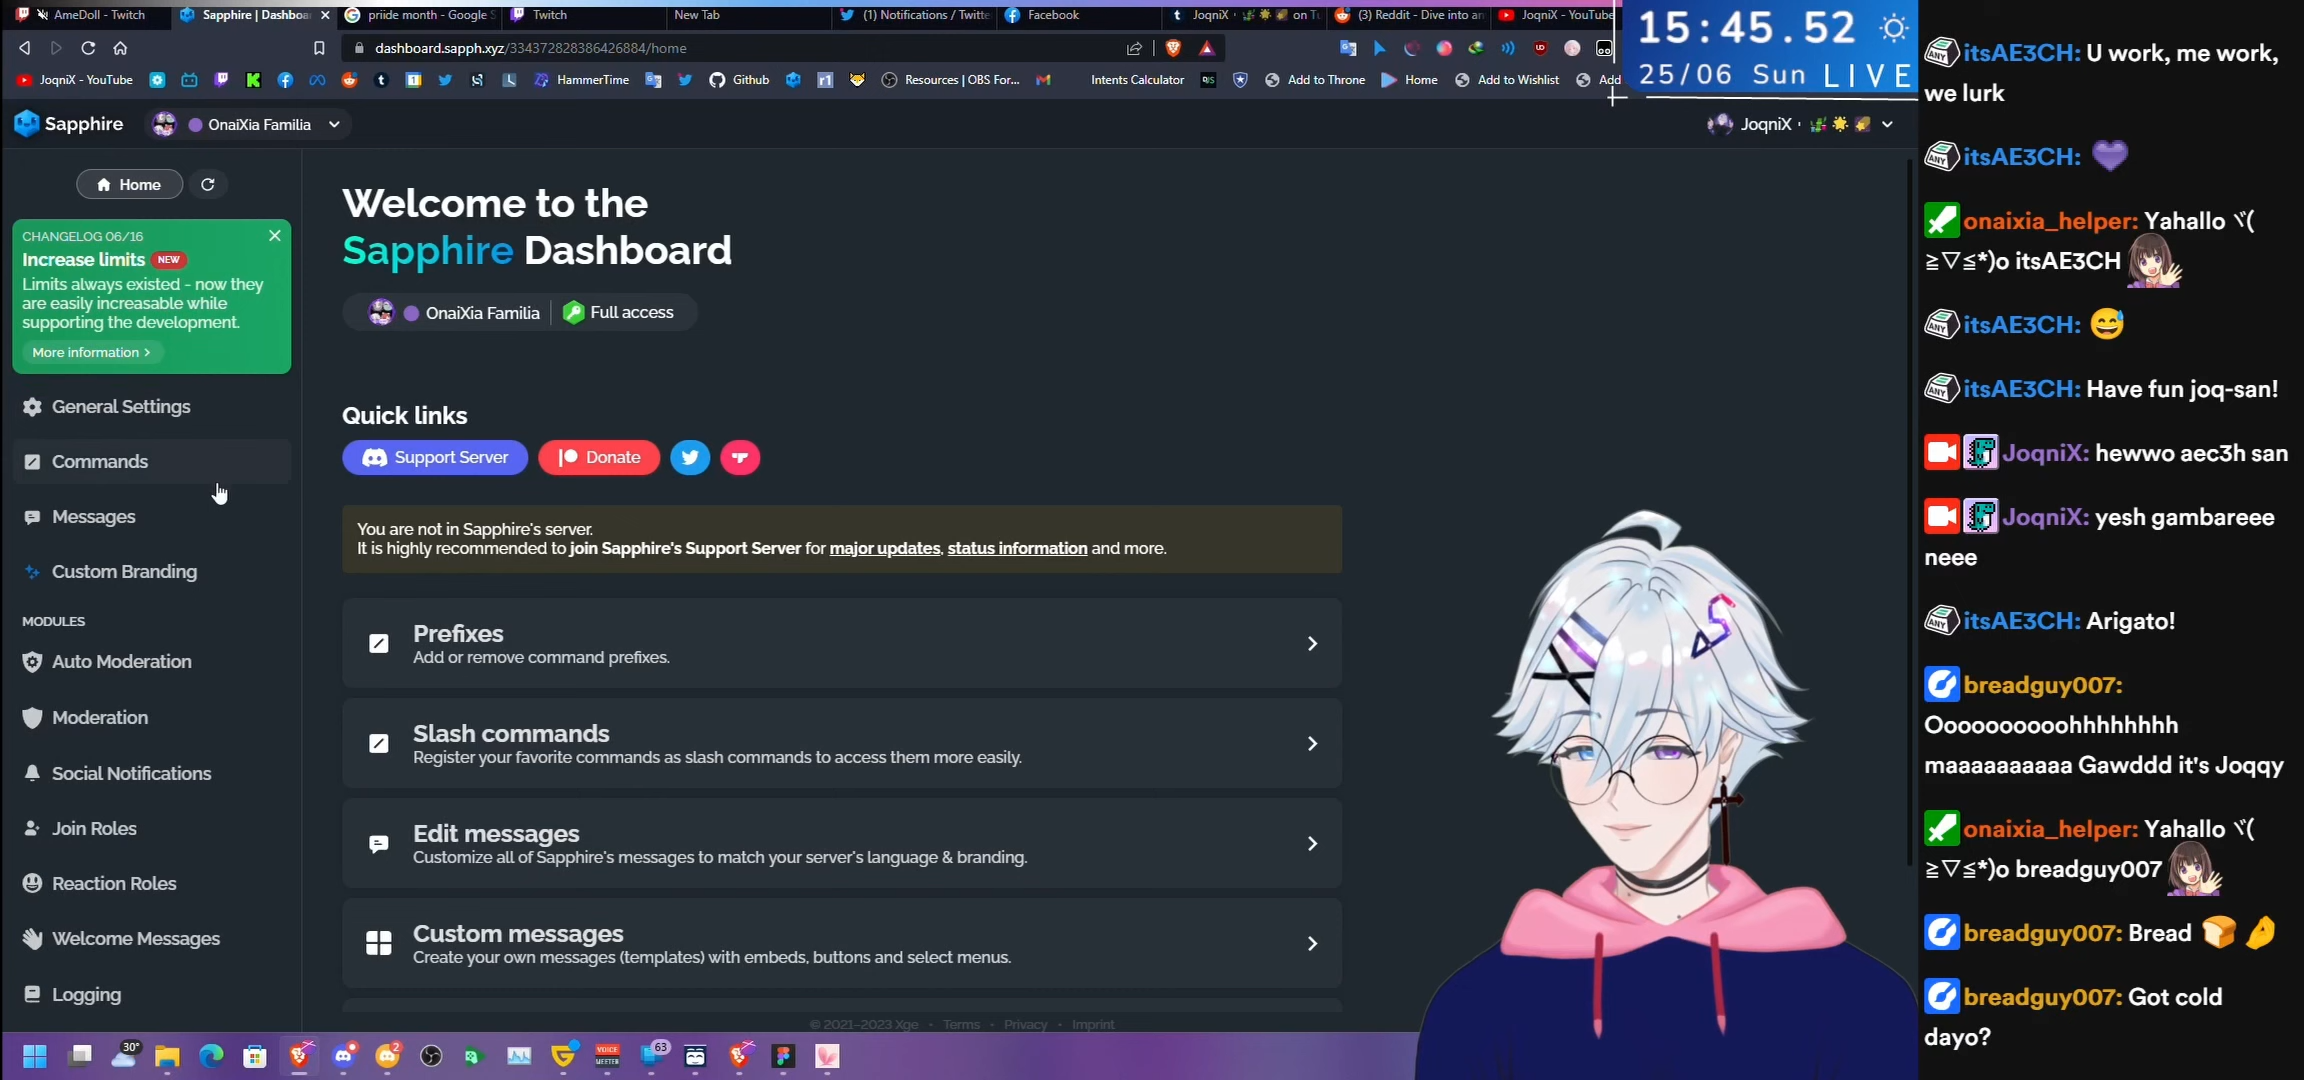 AmeDoll - Twitch
Sapphire | Dashboa
priide month - Google S
Twitch
New Tab
(1) Notifications / Twitte
Facebook
JoqniX
on Tu
(3) Reddit - Dive into an
JoqniX - YouTube
dashboard.sapph.xyz/334372828386426884/home
JoqniX - YouTube
HammerTime
Github
Resources | OBS For...
Intents Calculator
Add to Throne
Home
Add to Wishlist
Add
15:45.52
25/06 Sun LIVE
Sapphire
OnaiXia Familia
JoqniX
Home
CHANGELOG 06/16
Increase limits NEW
Limits always existed - now they
are easily increasable while
supporting the development.
More information >
General Settings
Commands
Messages
Custom Branding
MODULES
Auto Moderation
Moderation
Social Notifications
Join Roles
Reaction Roles
Welcome Messages
Logging
Welcome to the
Sapphire Dashboard
OnaiXia Familia
Full access
Quick links
Support Server
Donate
You are not in Sapphire's server.
It is highly recommended to join Sapphire's Support Server for major updates, status information and more.
Prefixes
Add or remove command prefixes.
Slash commands
Register your favorite commands as slash commands to access them more easily.
Edit messages
Customize all of Sapphire's messages to match your server's language & branding.
Custom messages
Create your own messages (templates) with embeds, buttons and select menus.
© 2021–2023 Xge • Terms • Privacy • Imprint
30°
2
VOICE
MEETER
63
itsAE3CH: U work, me work,
we lurk
itsAE3CH: 💜
onaixia_helper: Yahallo ヾ(
≧▽≦*)o itsAE3CH
itsAE3CH: 😅
itsAE3CH: Have fun joq-san!
JoqniX: hewwo aec3h san
JoqniX: yesh gambareee
neee
itsAE3CH: Arigato!
breadguy007:
Ooooooooohhhhhhhh
maaaaaaaaaa Gawddd it's Joqqy
onaixia_helper: Yahallo ヾ(
≧▽≦*)o breadguy007
breadguy007: Bread 🍞🤌
breadguy007: Got cold
dayo?